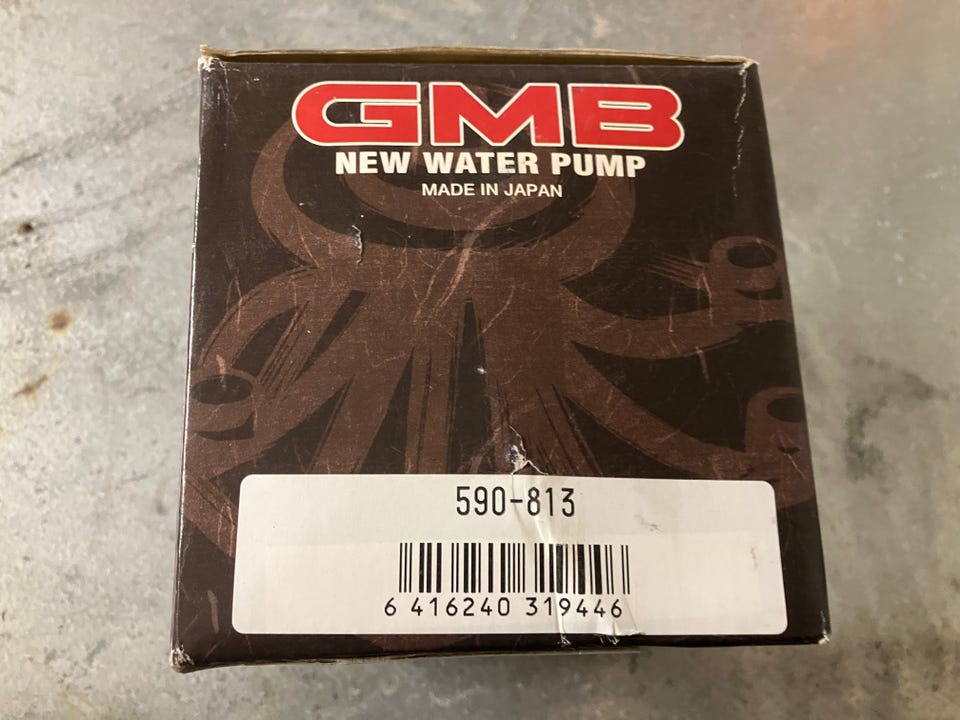 GMB
NEW WATER PUMP
MADE IN JAPAN
590-813
6 416240 319446